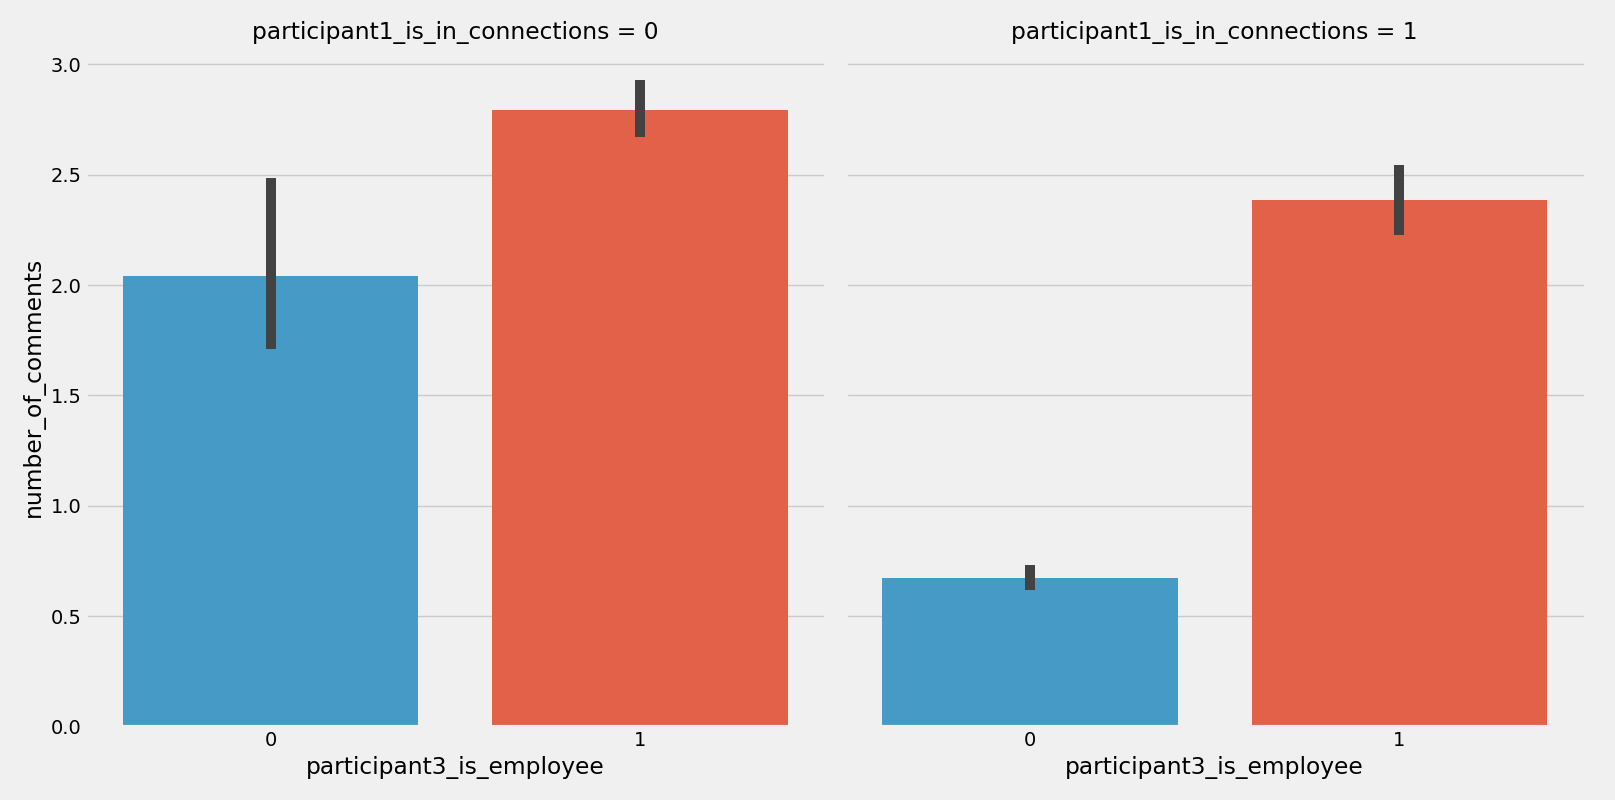 participant1_is_in_connections = 0
participant1_is_in_connections = 1
number_of_comments
3.0
2.5
2.0
1.5
1.0
0.5
0.0
0 1
0 1
participant3_is_employee
participant3_is_employee